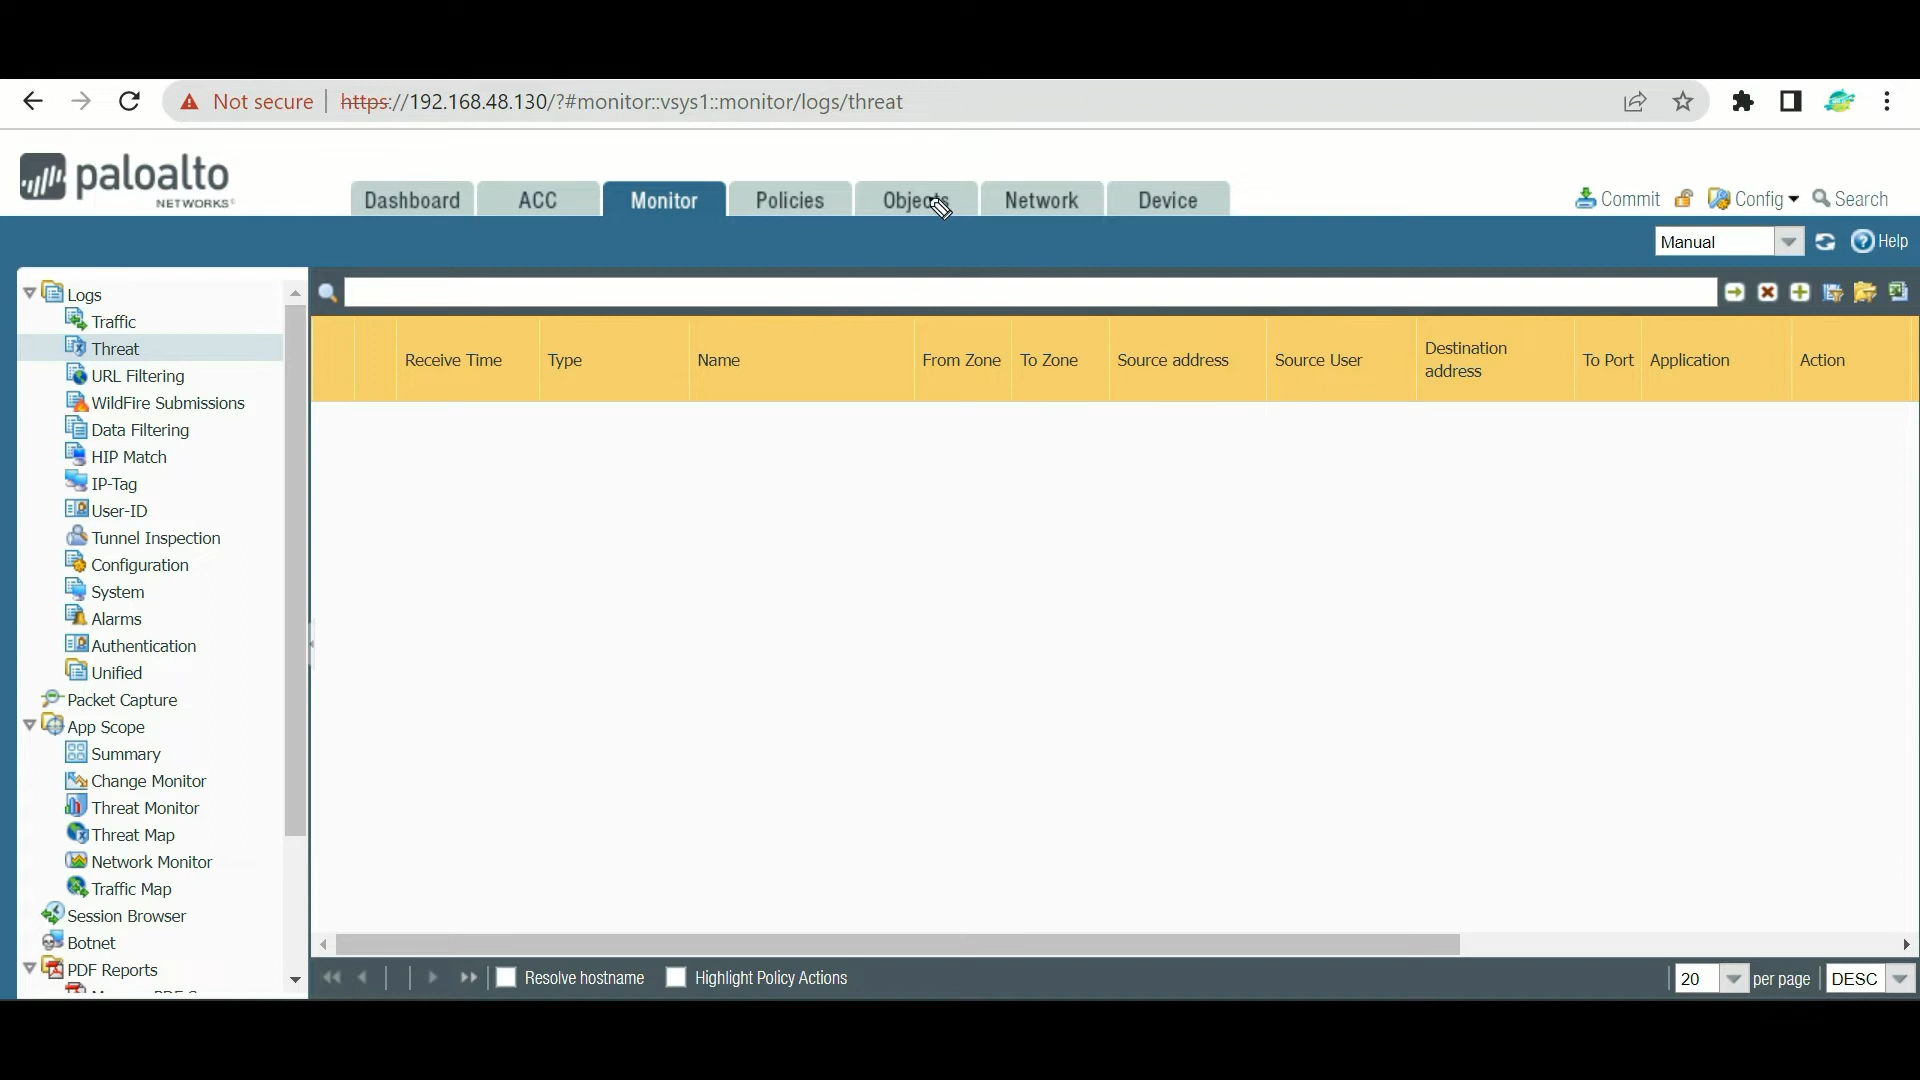 Not secure | https://192.168.48.130/?#monitor::vsys1::monitor/logs/threat
paloalto
NETWORKS
Dashboard ACC Monitor Policies Objects Network Device
Commit Config Search
Manual Help
Logs
Traffic
Threat
URL Filtering
WildFire Submissions
Data Filtering
HIP Match
IP-Tag
User-ID
Tunnel Inspection
Configuration
System
Alarms
Authentication
Unified
Packet Capture
App Scope
Summary
Change Monitor
Threat Monitor
Threat Map
Network Monitor
Traffic Map
Session Browser
Botnet
PDF Reports
Receive Time Type Name From Zone To Zone Source address Source User Destination address To Port Application Action
Resolve hostname Highlight Policy Actions
20 per page DESC